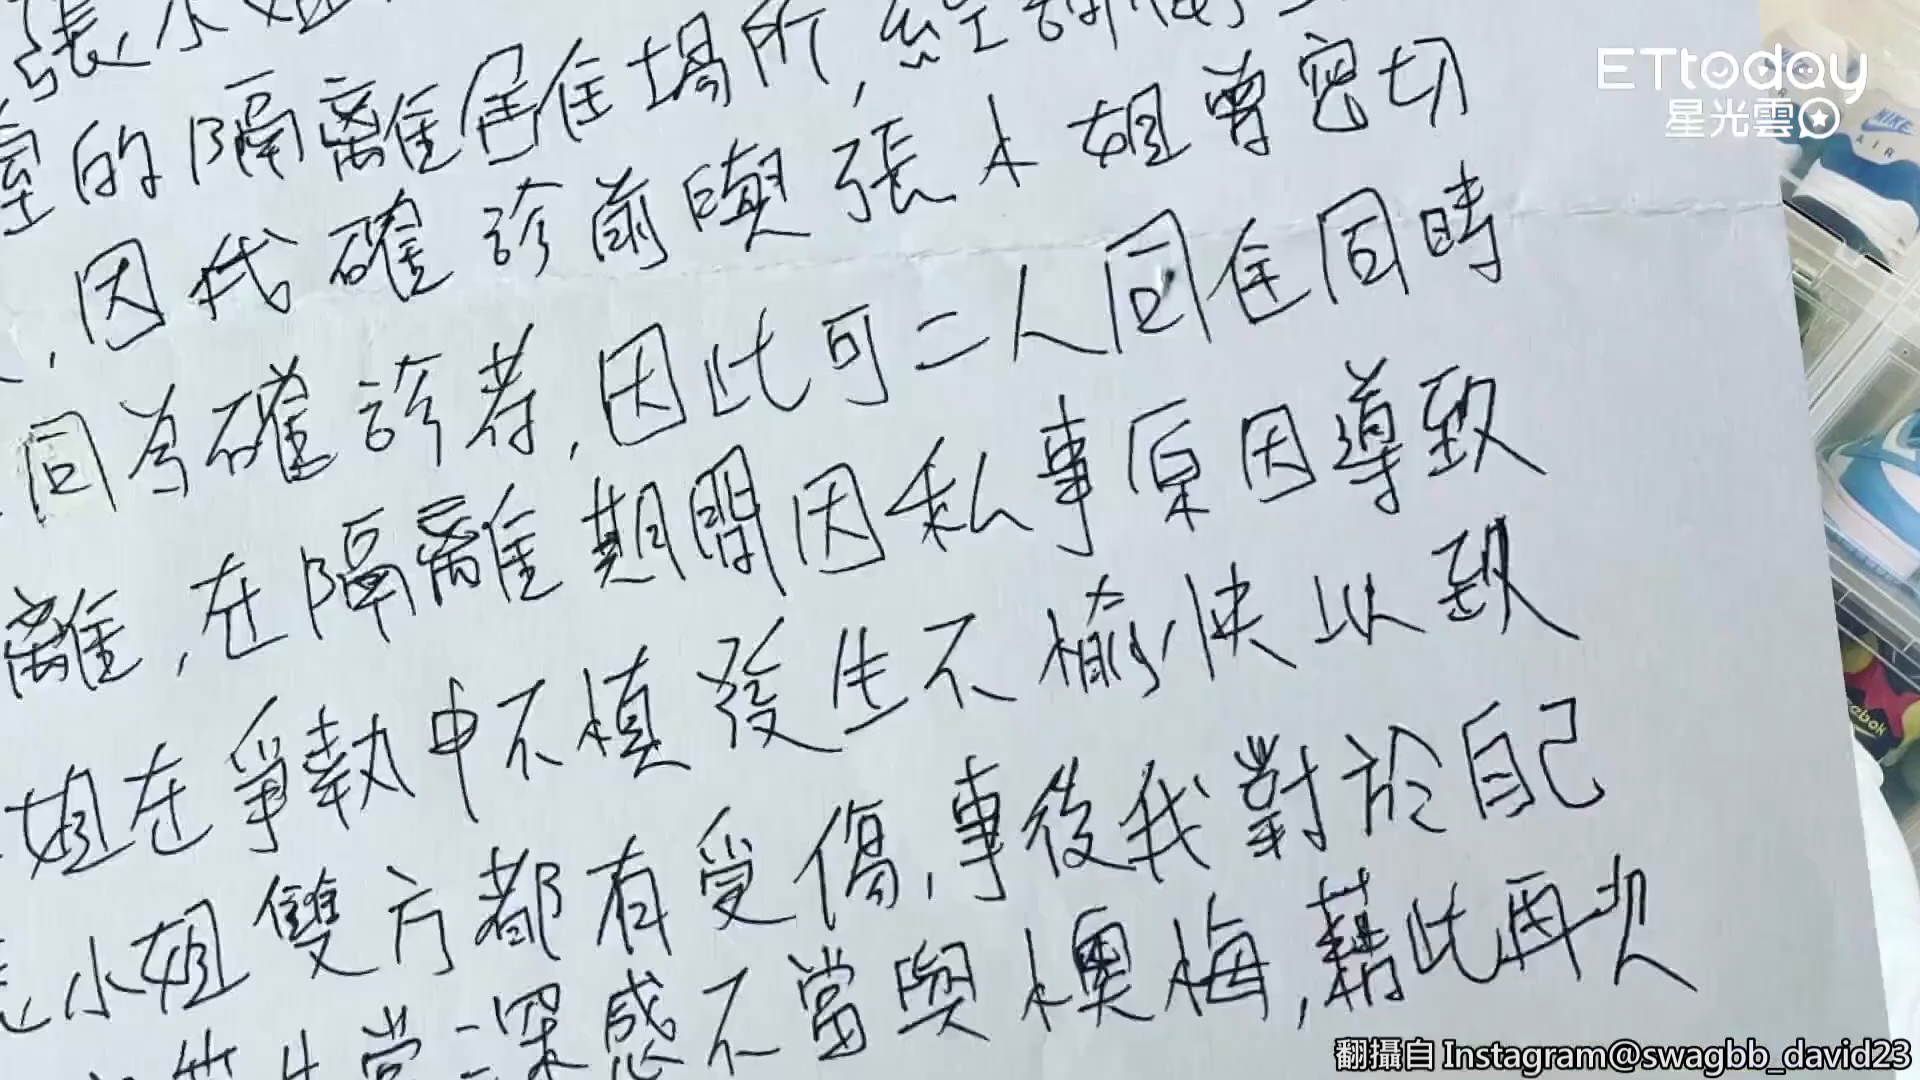 張小姐
的隔離居住場所,經詢
,因我確診前與張小姐曾密切
同為確診者,因此可二人同住同時
離,在隔離期間因私事原因導致
姐在爭執中不慎發生不愉快以致
小姐雙方都有受傷,事後我對於自己
深感不當與懊悔,藉此再次
ETtoday
星光雲
NIKE
AIR
Reebok
翻攝自 Instagram@swagbb_david23